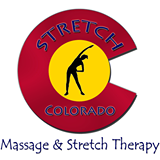 STRETCH
COLORADO
Massage & Stretch Therapy